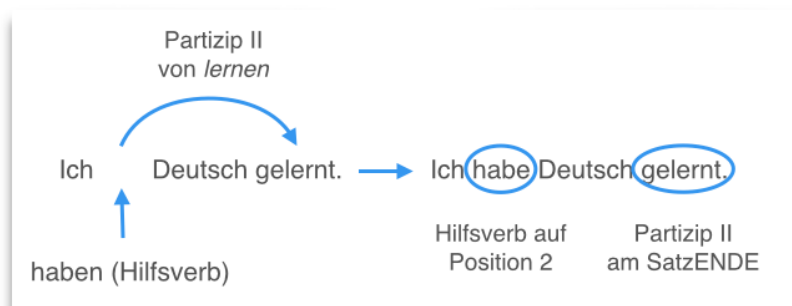 Partizip II
von lernen
Ich Deutsch gelernt.
Ich habe Deutsch gelernt.
haben (Hilfsverb)
Hilfsverb auf
Position 2
Partizip II
am SatzENDE